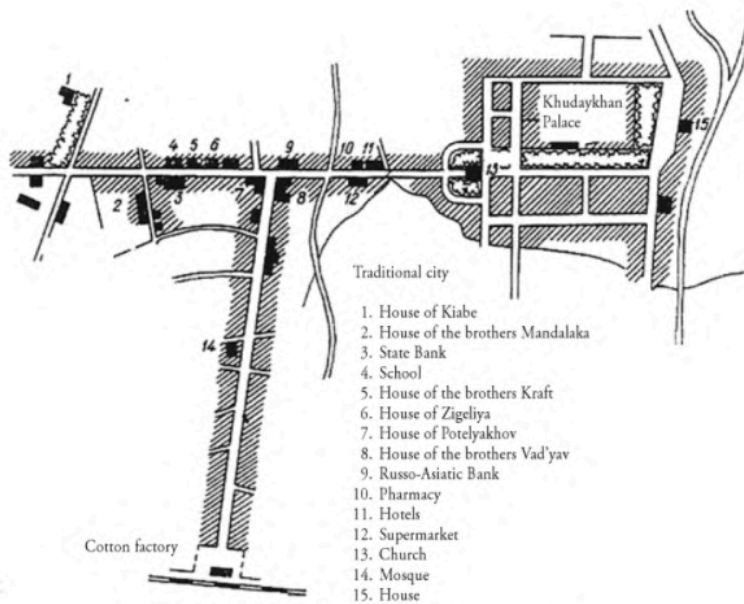 1
Khudaykhan
Palace
15
4 5 6 9 10 11
13
2 3 7 8 12
Traditional city
1. House of Kiabe
2. House of the brothers Mandalaka
3. State Bank
4. School
5. House of the brothers Kraft
6. House of Zigeliya
7. House of Potelyakhov
8. House of the brothers Vad'yav
9. Russo-Asiatic Bank
10. Pharmacy
11. Hotels
12. Supermarket
13. Church
14. Mosque
15. House
14
Cotton factory